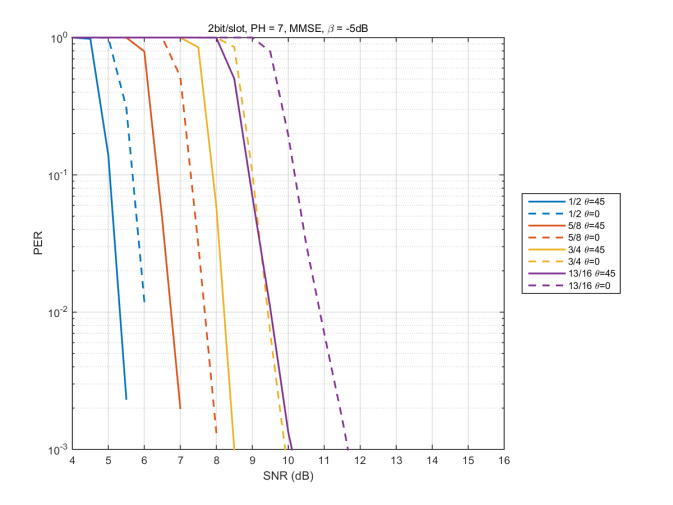 2bit/slot, PH = 7, MMSE, β = -5dB
10^0
10^-1
10^-2
10^-3
PER
4 5 6 7 8 9 10 11 12 13 14 15 16
SNR (dB)
1/2 θ=45
1/2 θ=0
5/8 θ=45
5/8 θ=0
3/4 θ=45
3/4 θ=0
13/16 θ=45
13/16 θ=0